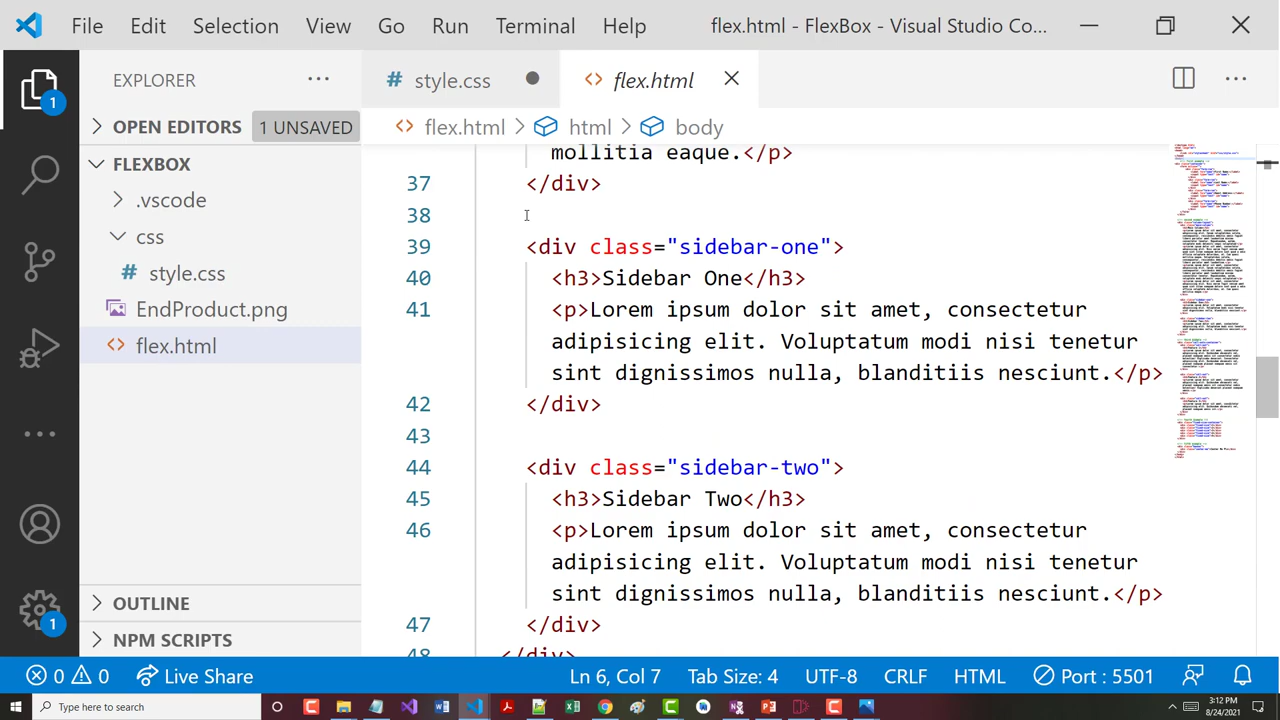 File Edit Selection View Go Run Terminal Help flex.html - FlexBox - Visual Studio Co...
EXPLORER ...
OPEN EDITORS 1 UNSAVED
FLEXBOX
.vscode
css
# style.css
EndProduct.png
<> flex.html
OUTLINE
NPM SCRIPTS
1
1
# style.css
<> flex.html
<> flex.html > html > body
mollitia eaque.</p>
37 </div>
38
39 <div class="sidebar-one">
40 <h3>Sidebar One</h3>
41 <p>Lorem ipsum dolor sit amet, consectetur
adipisicing elit. Voluptatum modi nisi tenetur
sint dignissimos nulla, blanditiis nesciunt.</p>
42 </div>
43
44 <div class="sidebar-two">
45 <h3>Sidebar Two</h3>
46 <p>Lorem ipsum dolor sit amet, consectetur
adipisicing elit. Voluptatum modi nisi tenetur
sint dignissimos nulla, blanditiis nesciunt.</p>
47 </div>
48 </div>
0 0 Live Share Ln 6, Col 7 Tab Size: 4 UTF-8 CRLF HTML Port : 5501
Type here to search
3:12 PM
8/24/2021